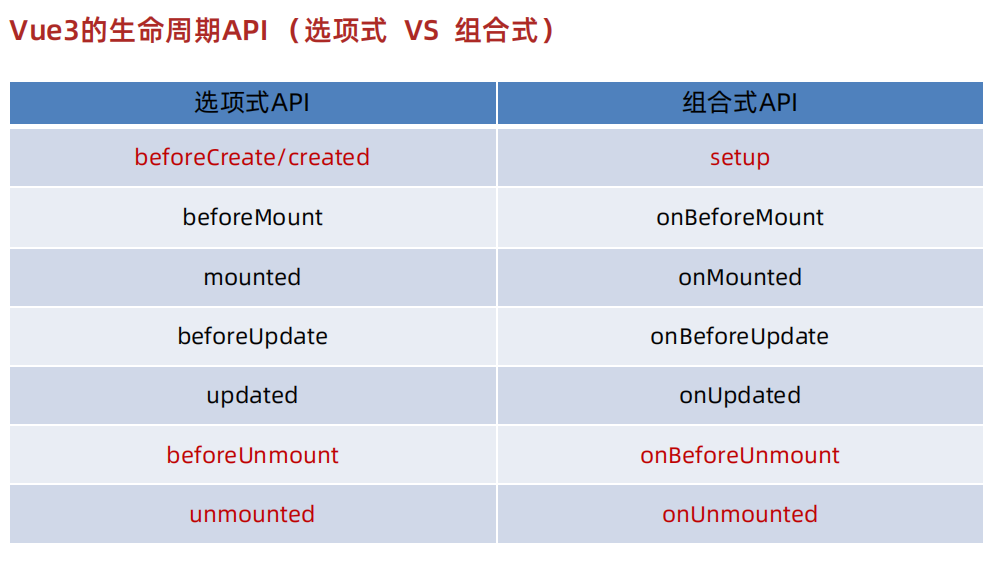 Vue3的生命周期API （选项式 VS 组合式）
选项式API 组合式API
beforeCreate/created setup
beforeMount onBeforeMount
mounted onMounted
beforeUpdate onBeforeUpdate
updated onUpdated
beforeUnmount onBeforeUnmount
unmounted onUnmounted